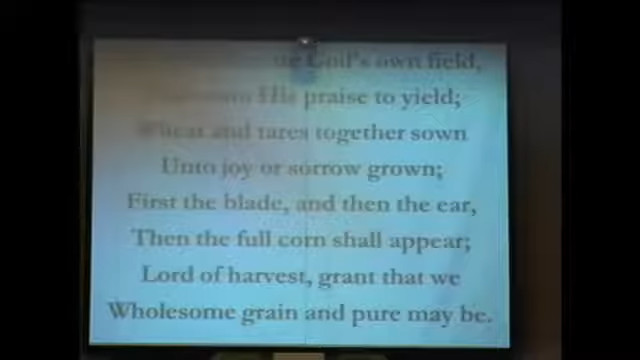 God's own field,
His praise to yield;
Wheat and tares together sown
Unto joy or sorrow grown;
First the blade, and then the ear,
Then the full corn shall appear;
Lord of harvest, grant that we
Wholesome grain and pure may be.